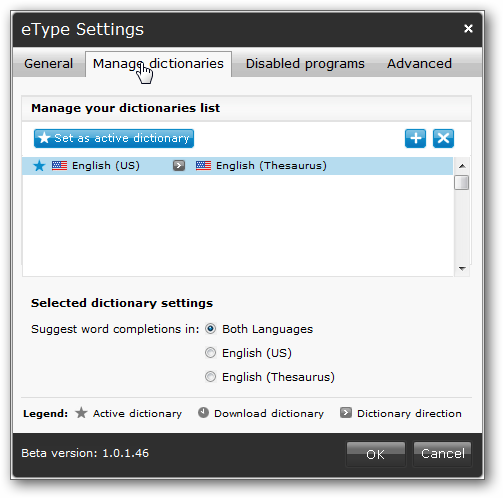 eType Settings
General Manage dictionaries Disabled programs Advanced
Manage your dictionaries list
Set as active dictionary
English (US) English (Thesaurus)
Selected dictionary settings
Suggest word completions in: Both Languages
English (US)
English (Thesaurus)
Legend: Active dictionary Download dictionary Dictionary direction
Beta version: 1.0.1.46 OK Cancel